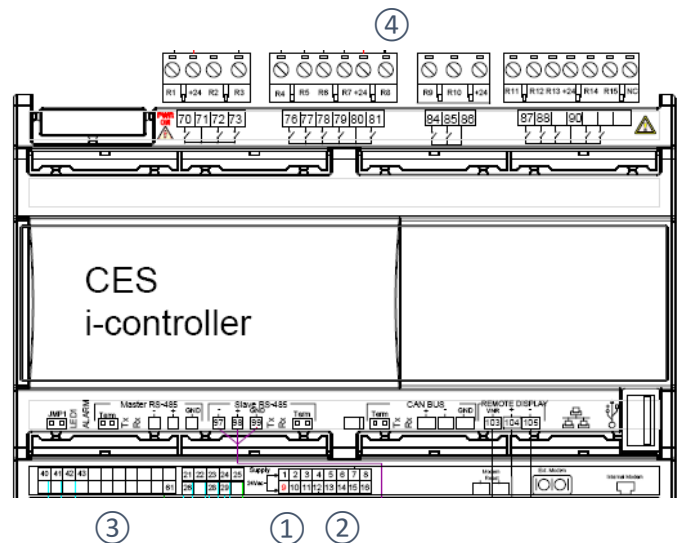 ④
R1 +24 R2 R3 R4 R5 R6 R7 +24 R8 R9 R10 +24 R11 R12 R13 +24 R14 R15 NC
70 71 72 73 76 77 78 79 80 81 84 85 86 87 88 90
CES
i-controller
Master RS-485 Slave RS-485 CAN BUS REMOTE DISPLAY
JMP1 LED1 ALARM Term Tx Rx - + GND 97 98 99 - + GND Tx Rx Term Term Tx Rx + - GND VNR + - 103 104 105
40 41 42 43 61
21 22 23 24 25
26 28 29
Supply 1 2 3 4 5 6 7 8
24Vac 9 10 11 12 13 14 15 16
Modem
Ext. Modem
Internal Modem
③ ① ②